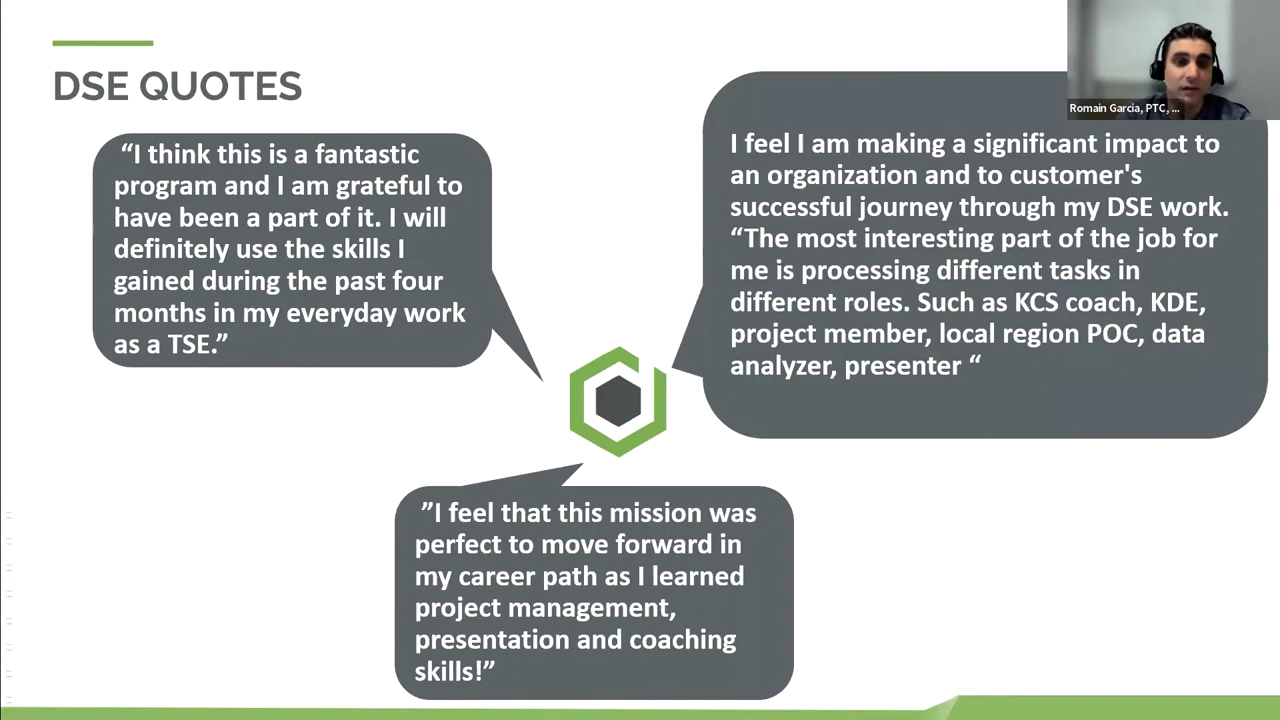 DSE QUOTES
Romain Garcia, PTC, ...
“I think this is a fantastic
program and I am grateful to
have been a part of it. I will
definitely use the skills I
gained during the past four
months in my everyday work
as a TSE.”
I feel I am making a significant impact to
an organization and to customer's
successful journey through my DSE work.
“The most interesting part of the job for
me is processing different tasks in
different roles. Such as KCS coach, KDE,
project member, local region POC, data
analyzer, presenter “
”I feel that this mission was
perfect to move forward in
my career path as I learned
project management,
presentation and coaching
skills!”